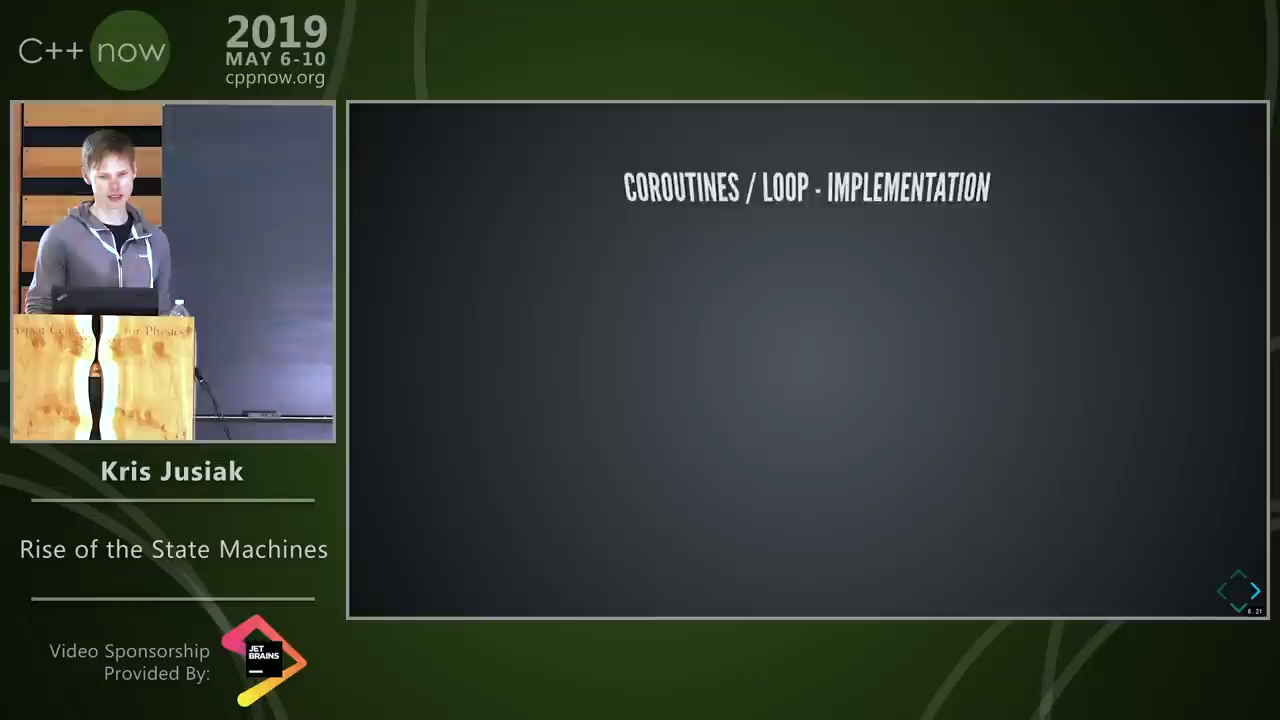 C++ now
2019
MAY 6-10
cppnow.org
COROUTINES / LOOP - IMPLEMENTATION
Kris Jusiak
Rise of the State Machines
Video Sponsorship
Provided By:
JET
BRAINS